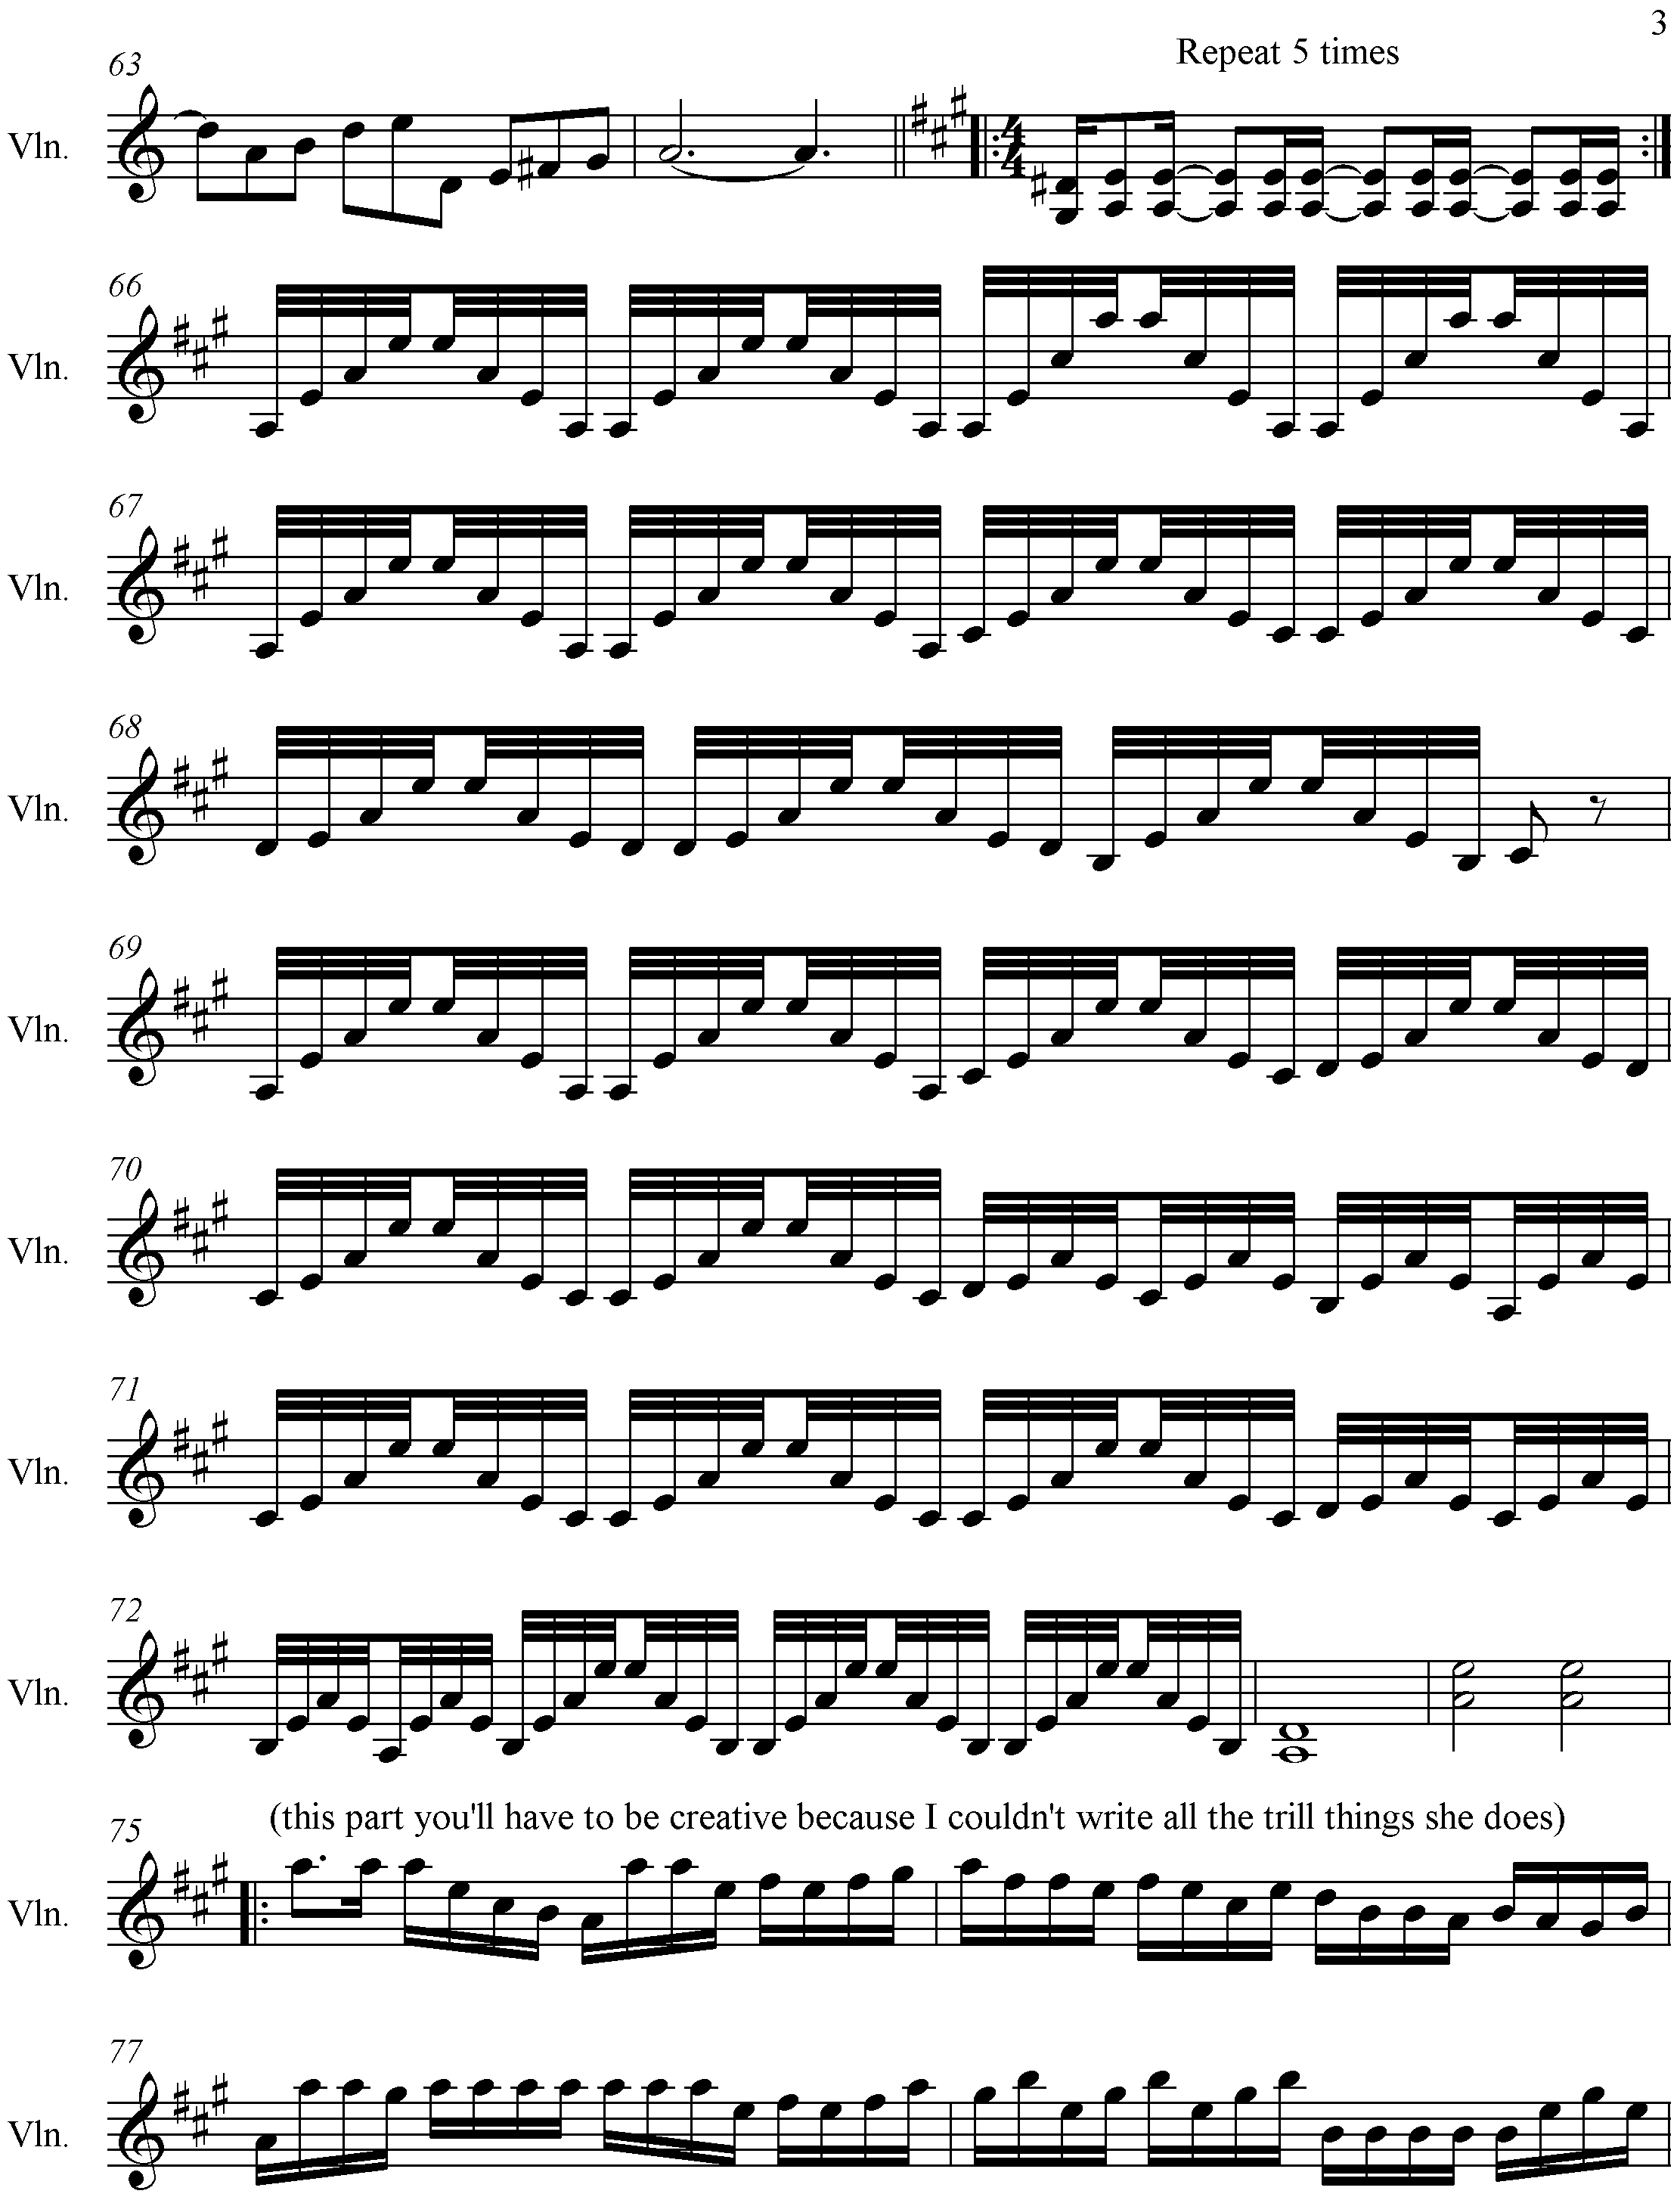 3
63
Repeat 5 times
Vln.
4
4
66
Vln.
67
Vln.
68
Vln.
69
Vln.
70
Vln.
71
Vln.
72
Vln.
75
(this part you'll have to be creative because I couldn't write all the trill things she does)
Vln.
77
Vln.